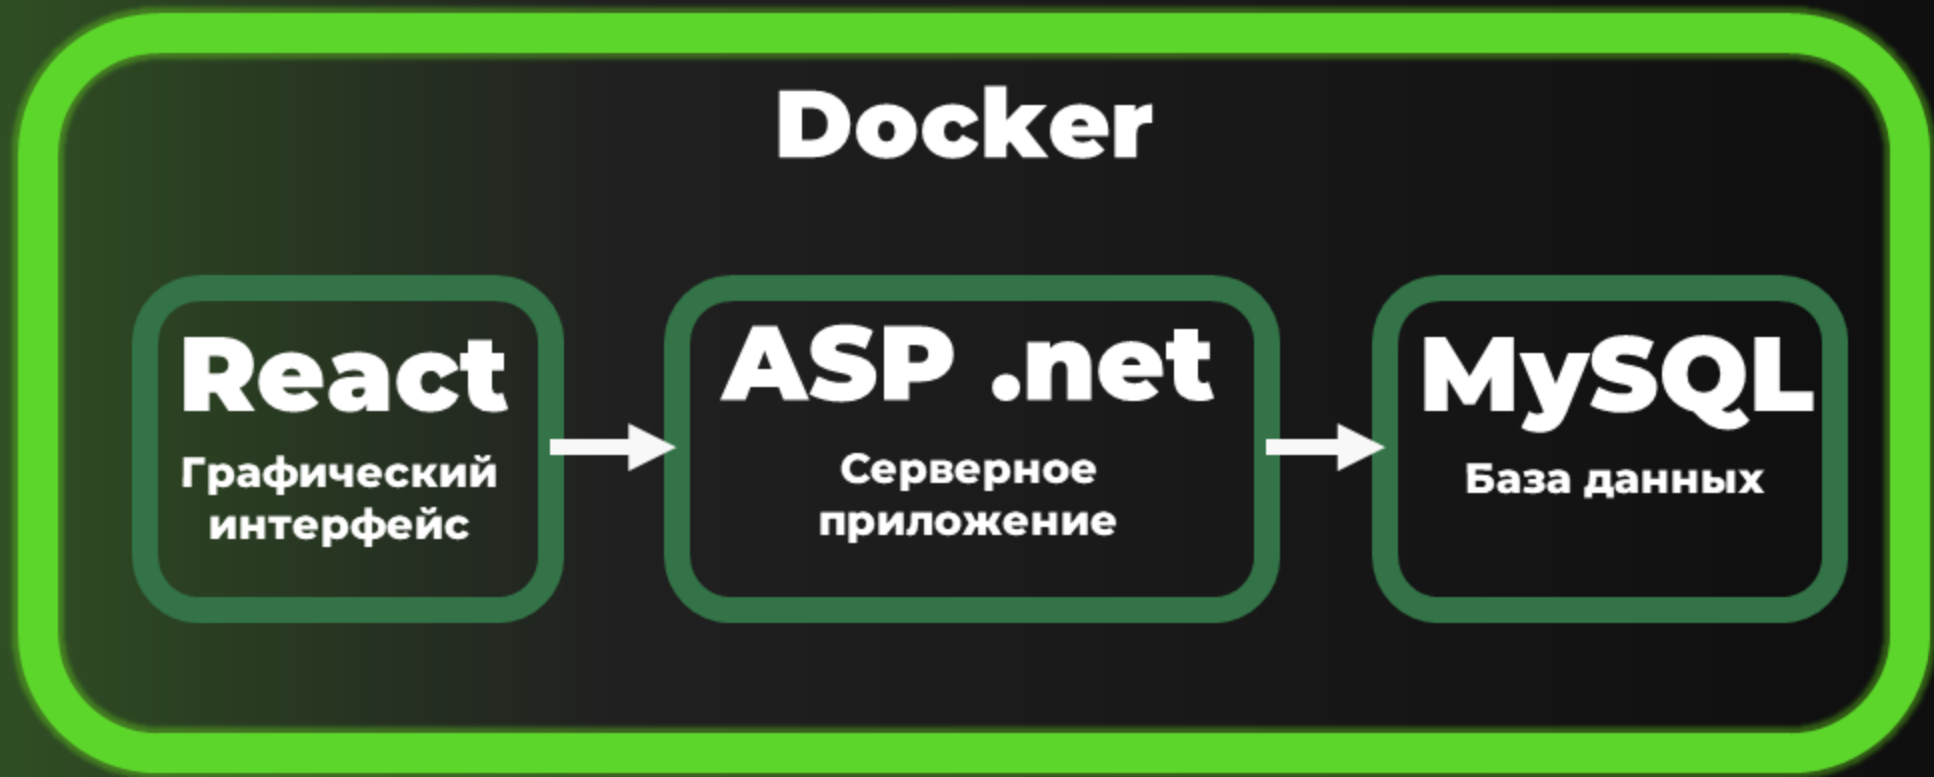 Docker
React
Графический
интерфейс
ASP .net
Серверное
приложение
MySQL
База данных